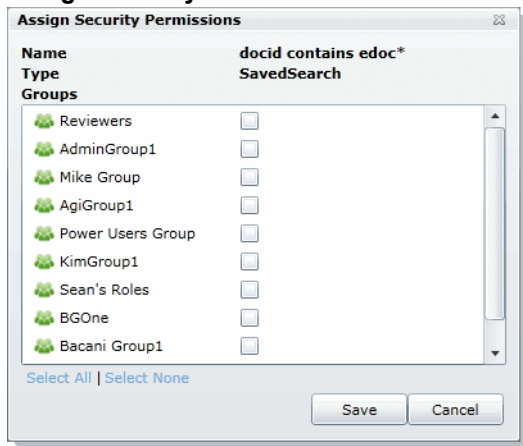 Assign Security Permissions
Name docid contains edoc*
Type SavedSearch
Groups
Reviewers
AdminGroup1
Mike Group
AgiGroup1
Power Users Group
KimGroup1
Sean's Roles
BGOne
Bacani Group1
Select All | Select None
Save Cancel